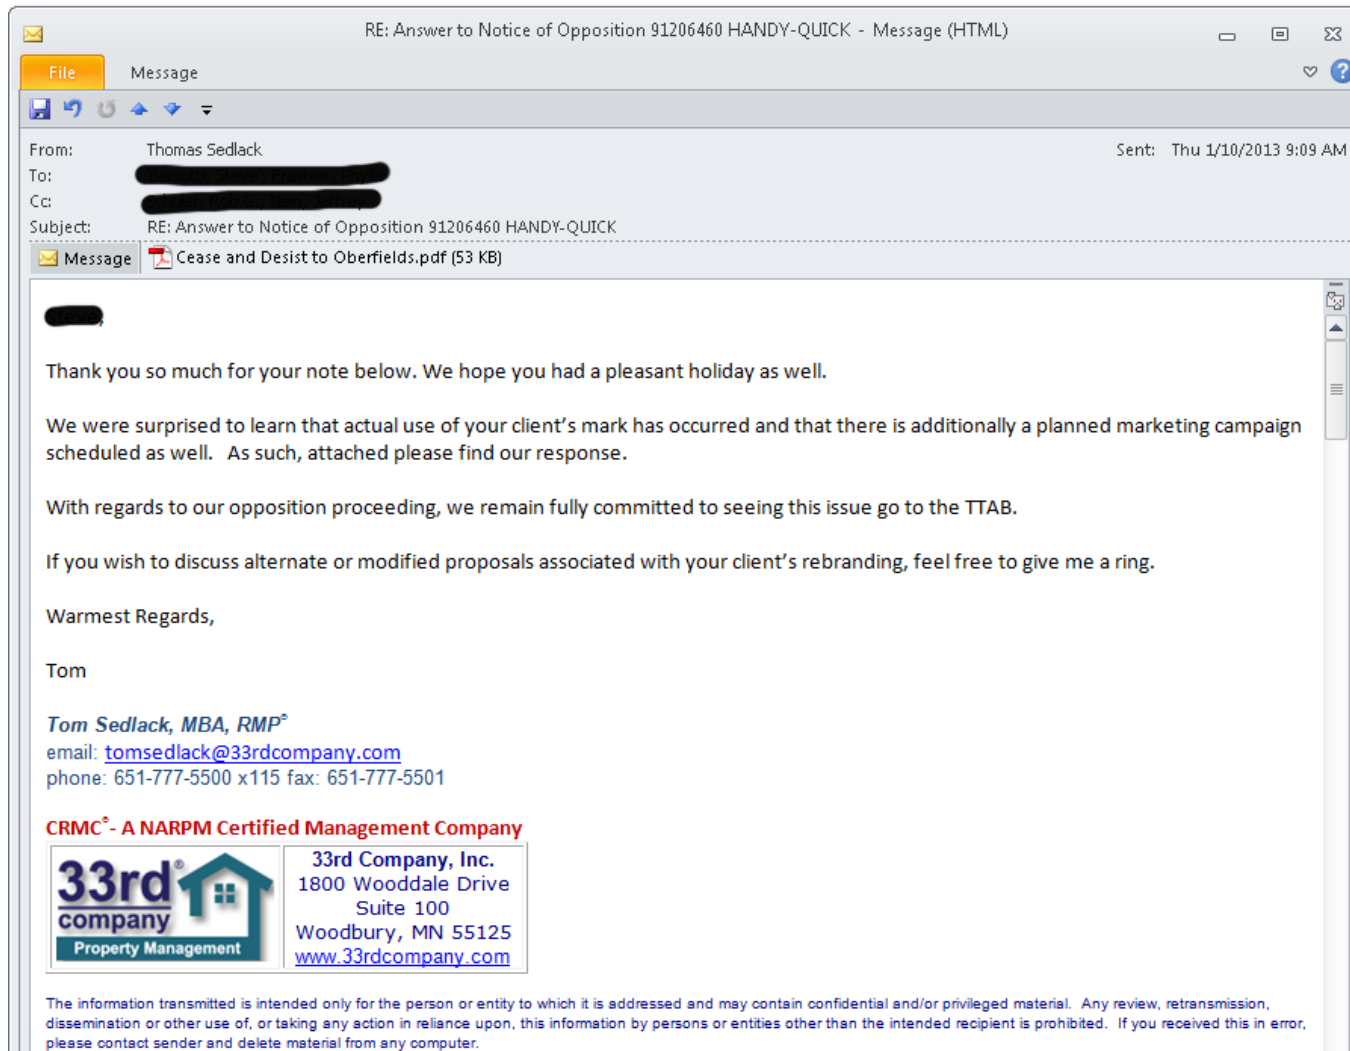 RE: Answer to Notice of Opposition 91206460 HANDY-QUICK - Message (HTML)
File Message
From: Thomas Sedlack Sent: Thu 1/10/2013 9:09 AM
To:
Cc:
Subject: RE: Answer to Notice of Opposition 91206460 HANDY-QUICK
Message Cease and Desist to Oberfields.pdf (53 KB)
Thank you so much for your note below. We hope you had a pleasant holiday as well.
We were surprised to learn that actual use of your client's mark has occurred and that there is additionally a planned marketing campaign
scheduled as well. As such, attached please find our response.
With regards to our opposition proceeding, we remain fully committed to seeing this issue go to the TTAB.
If you wish to discuss alternate or modified proposals associated with your client's rebranding, feel free to give me a ring.
Warmest Regards,
Tom
Tom Sedlack, MBA, RMP®
email: tomsedlack@33rdcompany.com
phone: 651-777-5500 x115 fax: 651-777-5501
CRMC®- A NARPM Certified Management Company
33rd®
company
Property Management
33rd Company, Inc.
1800 Wooddale Drive
Suite 100
Woodbury, MN 55125
www.33rdcompany.com
The information transmitted is intended only for the person or entity to which it is addressed and may contain confidential and/or privileged material. Any review, retransmission,
dissemination or other use of, or taking any action in reliance upon, this information by persons or entities other than the intended recipient is prohibited. If you received this in error,
please contact sender and delete material from any computer.